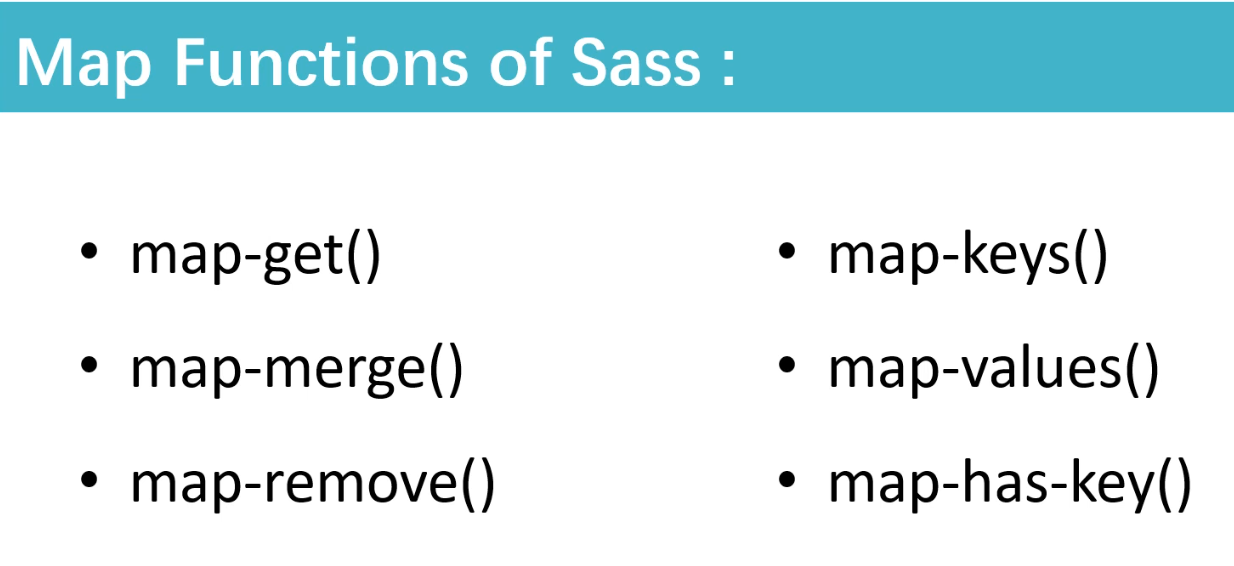 Map Functions of Sass :
• map-get()
• map-merge()
• map-remove()
• map-keys()
• map-values()
• map-has-key()